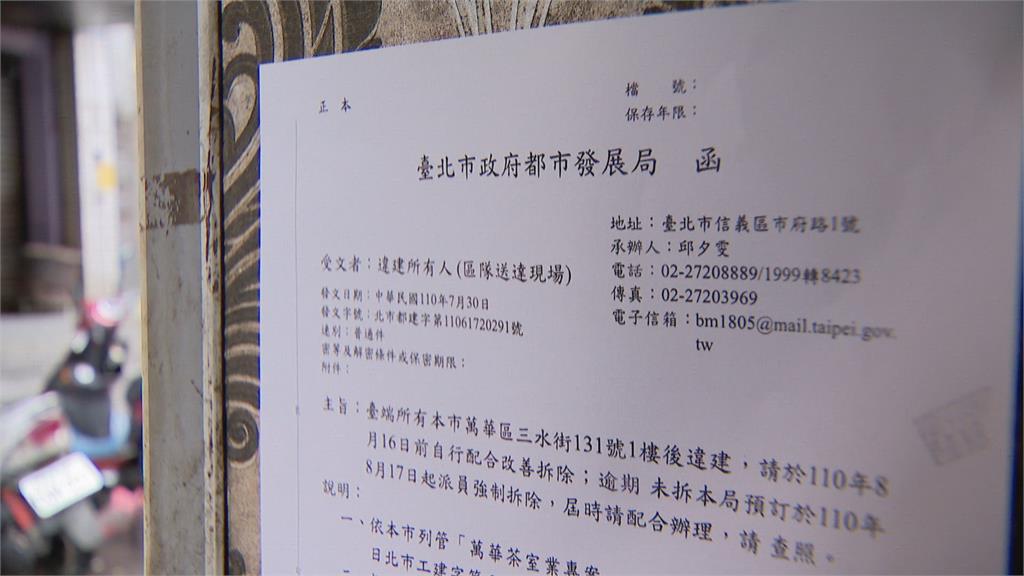 正本
檔　　號：
保存年限：
臺北市政府都市發展局　函
地址：臺北市信義區市府路1號
承辦人：邱夕雯
電話：02-27208889/1999轉8423
傳真：02-27203969
電子信箱：bm1805@mail.taipei.gov.
tw
受文者：違建所有人(區隊送達現場)
發文日期：中華民國110年7月30日
發文字號：北市都建字第11061720291號
速別：普通件
密等及解密條件或保密期限：
附件：
主旨：臺端所有本市萬華區三水街131號1樓後違建，請於110年8
月16日前自行配合改善拆除；逾期 未拆本局預訂於110年
8月17日起派員強制拆除，屆時請配合辦理，請 查照。
說明：
一、依本市列管「萬華茶室業專案
日北市工建字第